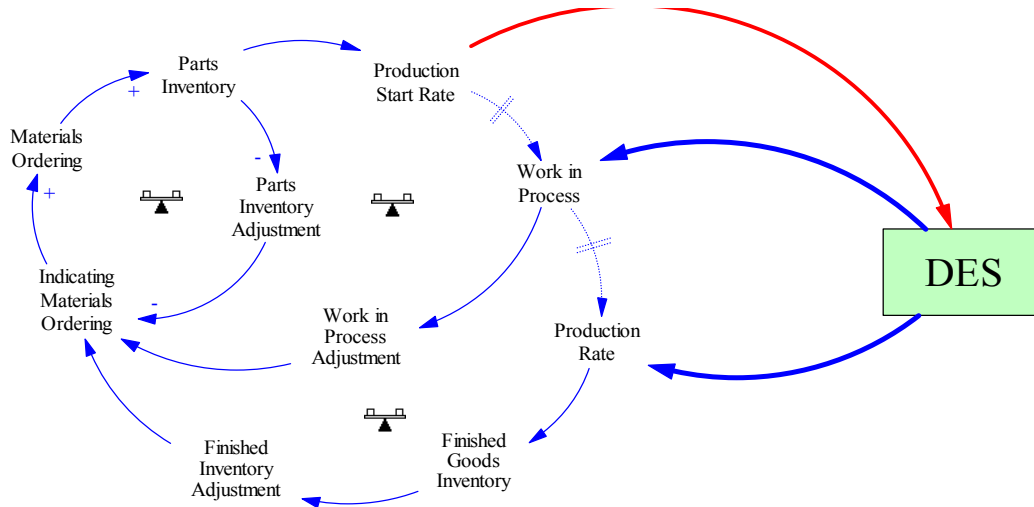 Parts
Inventory
+
Production
Start Rate
Materials
Ordering
+
-
Parts
Inventory
Adjustment
Work in
Process
Indicating
Materials
Ordering
-
Work in
Process
Adjustment
Production
Rate
DES
Finished
Inventory
Adjustment
Finished
Goods
Inventory